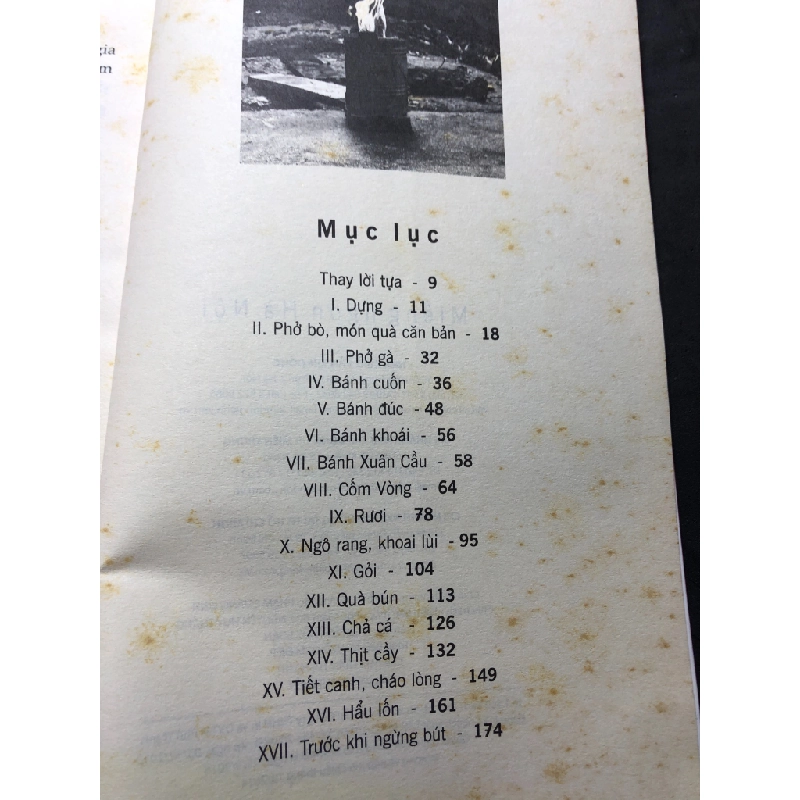 gia
m
Mục lục
Thay lời tựa - 9
I. Dựng - 11
II. Phở bò, món quà căn bản - 18
III. Phở gà - 32
IV. Bánh cuốn - 36
V. Bánh đúc - 48
VI. Bánh khoái - 56
VII. Bánh Xuân Cầu - 58
VIII. Cốm Vòng - 64
IX. Rươi - 78
X. Ngô rang, khoai lùi - 95
XI. Gỏi - 104
XII. Quà bún - 113
XIII. Chả cá - 126
XIV. Thịt cầy - 132
XV. Tiết canh, cháo lòng - 149
XVI. Hẩu lốn - 161
XVII. Trước khi ngừng bút - 174